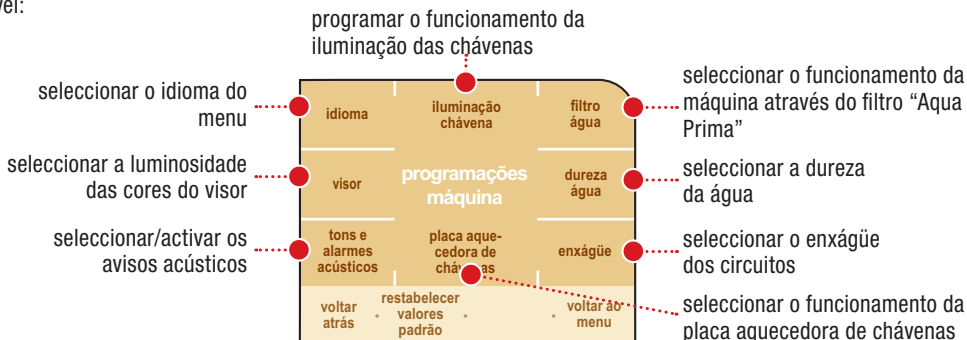 vel:
programar o funcionamento da
iluminação das chávenas
seleccionar o idioma do
menu
seleccionar a luminosidade
das cores do visor
seleccionar/activar os
avisos acústicos
idioma
iluminação
chávena
filtro
água
visor
programações
máquina
dureza
água
tons e
alarmes
acústicos
placa aque-
cedora de
chávenas
enxágüe
voltar
atrás
restabelecer
valores
padrão
voltar ao
menu
seleccionar o funcionamento da
máquina através do filtro “Aqua
Prima”
seleccionar a dureza
da água
seleccionar o enxágüe
dos circuitos
seleccionar o funcionamento da
placa aquecedora de chávenas